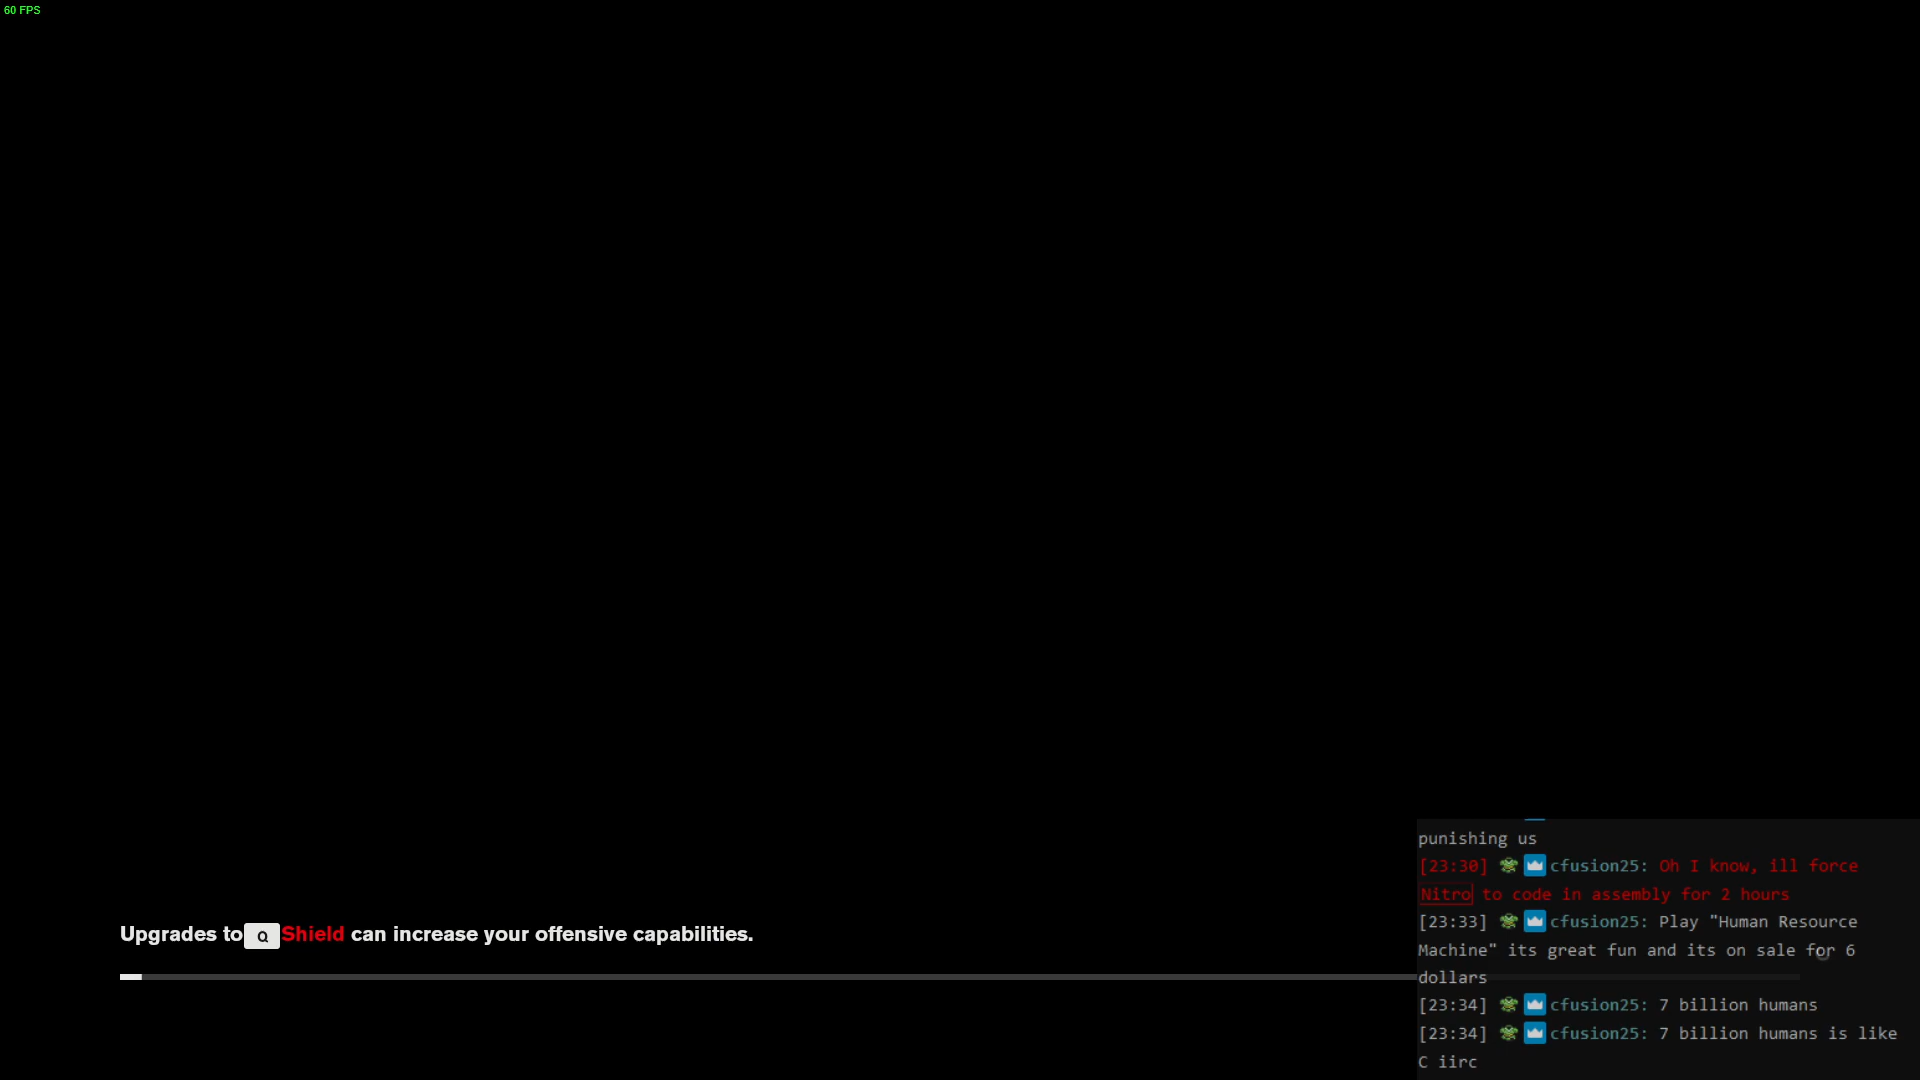 60 FPS
Upgrades to Q Shield can increase your offensive capabilities.
punishing us
[23:30] cfusion25: Oh I know, ill force
Nitro to code in assembly for 2 hours
[23:33] cfusion25: Play "Human Resource
Machine" its great fun and its on sale for 6
dollars
[23:34] cfusion25: 7 billion humans
[23:34] cfusion25: 7 billion humans is like
C iirc